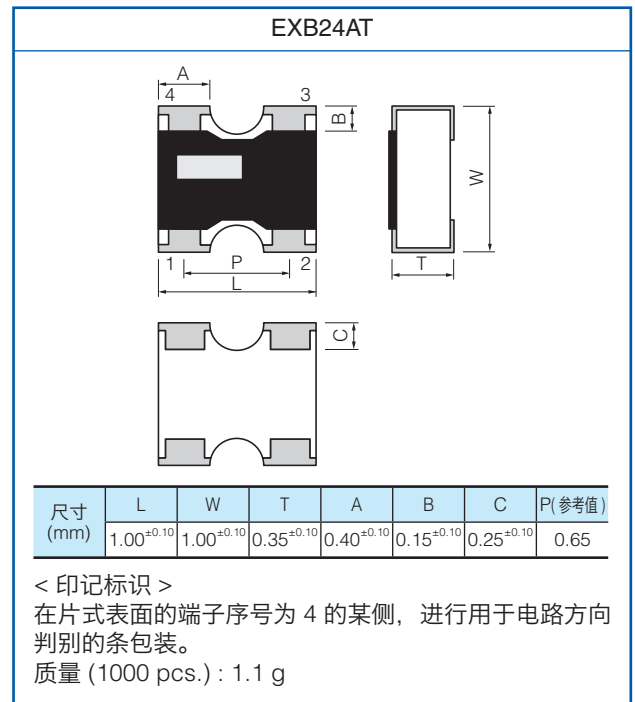 EXB24AT
A
4 3
B
W
1 P 2
T
L
C
尺寸 (mm) L W T A B C P(参考值)
1.00±0.10 1.00±0.10 0.35±0.10 0.40±0.10 0.15±0.10 0.25±0.10 0.65
< 印记标识 >
在片式表面的端子序号为 4 的某侧，进行用于电路方向
判别的条包装。
质量 (1000 pcs.) : 1.1 g